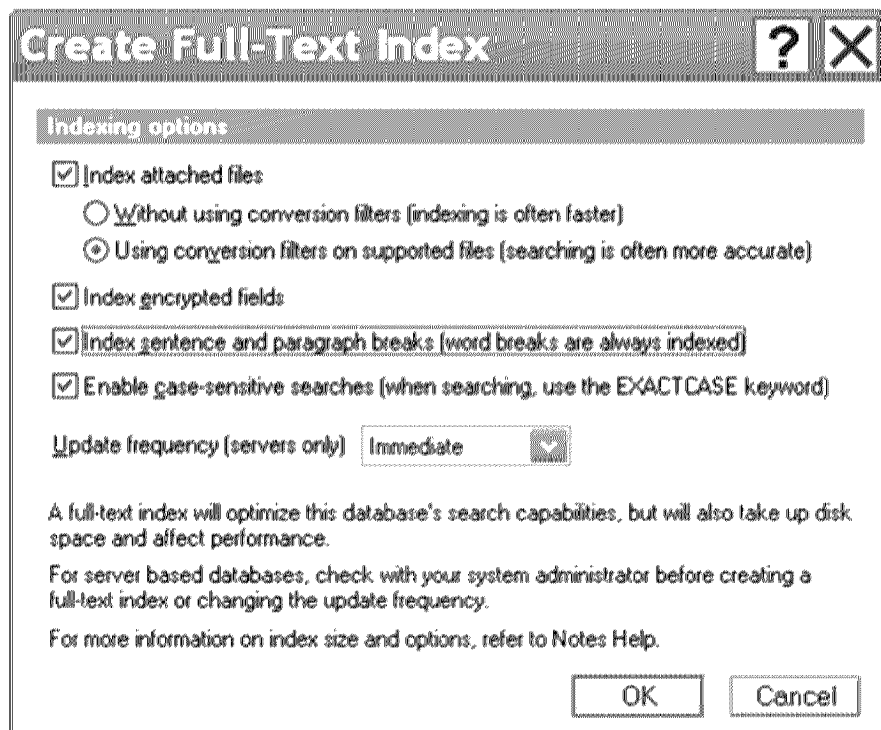 Create Full-Text Index ? X
Indexing options
Index attached files
Without using conversion filters (indexing is often faster)
Using conversion filters on supported files (searching is often more accurate)
Index encrypted fields
Index sentence and paragraph breaks (word breaks are always indexed)
Enable case-sensitive searches (when searching, use the EXACTCASE keyword)
Update frequency (servers only) Immediate
A full-text index will optimize this database's search capabilities, but will also take up disk
space and affect performance.
For server based databases, check with your system administrator before creating a
full-text index or changing the update frequency.
For more information on index size and options, refer to Notes Help.
OK Cancel